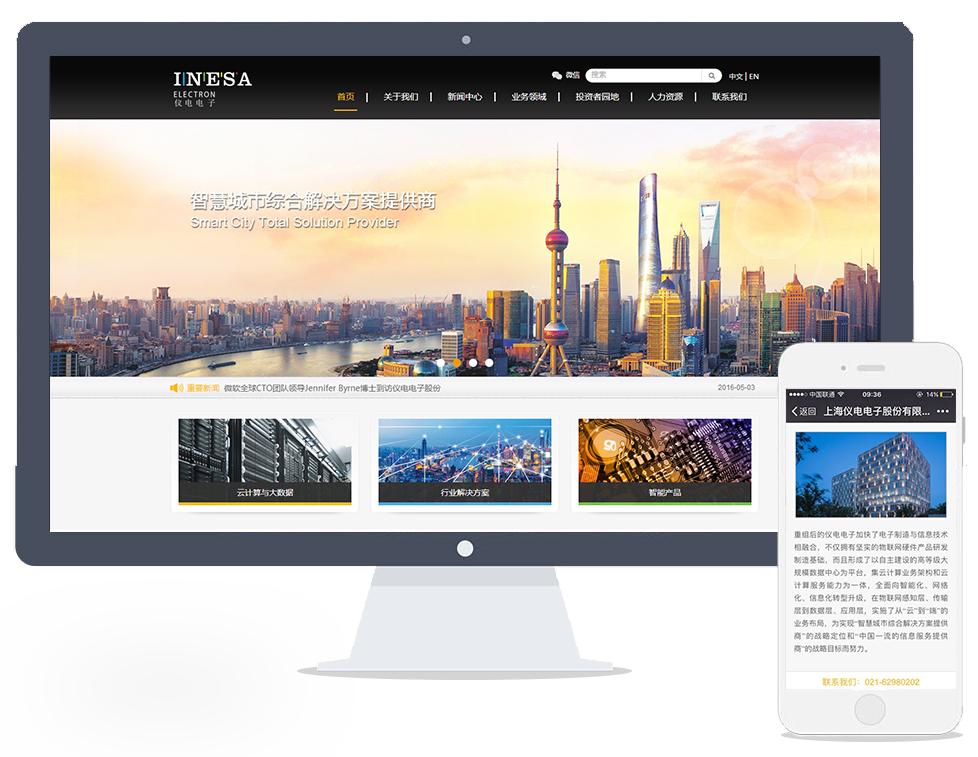 INESA
ELECTRON
仪电电子
微信 搜索 中文 | EN
首页 | 关于我们 | 新闻中心 | 业务领域 | 投资者园地 | 人力资源 | 联系我们
智慧城市综合解决方案提供商
Smart City Total Solution Provider
重要新闻 微软全球CTO团队领导Jennifer Byrne博士到访仪电电子股份 2016-05-03
云计算与大数据
行业解决方案
智能产品
中国联通 09:36 14%
返回 上海仪电电子股份有限...
重组后的仪电电子加快了电子制造与信息技术
相融合，不仅拥有坚实的物联网硬件产品研发
制造基础，而且形成了以自主建设的高等级大
规模数据中心为平台，集云计算业务架构和云
计算服务能力为一体，全面向智能化、网络
化、信息化转型升级，在物联网感知层、传输
层到数据层、应用层，实施了从“云”到“端”的
业务布局，为实现“智慧城市综合解决方案提供
商”的战略定位和“中国一流的信息服务提供
商”的战略目标而努力。
联系我们：021-62980202